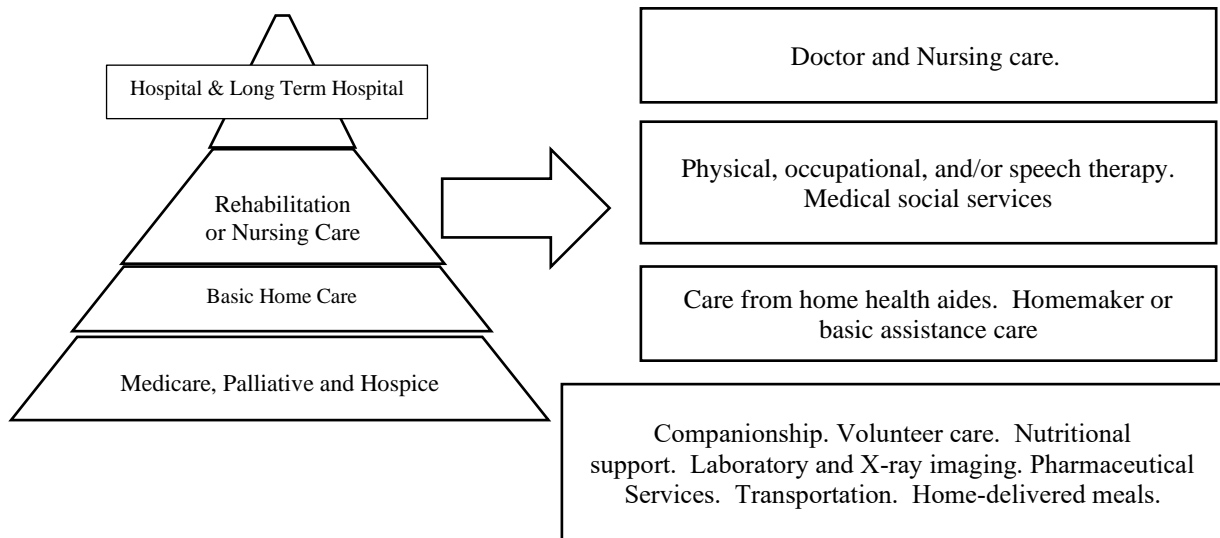 Hospital & Long Term Hospital
Rehabilitation
or Nursing Care
Basic Home Care
Medicare, Palliative and Hospice
Doctor and Nursing care.
Physical, occupational, and/or speech therapy.
Medical social services
Care from home health aides.  Homemaker or
basic assistance care
Companionship. Volunteer care.  Nutritional
support.  Laboratory and X-ray imaging. Pharmaceutical
Services.  Transportation.  Home-delivered meals.